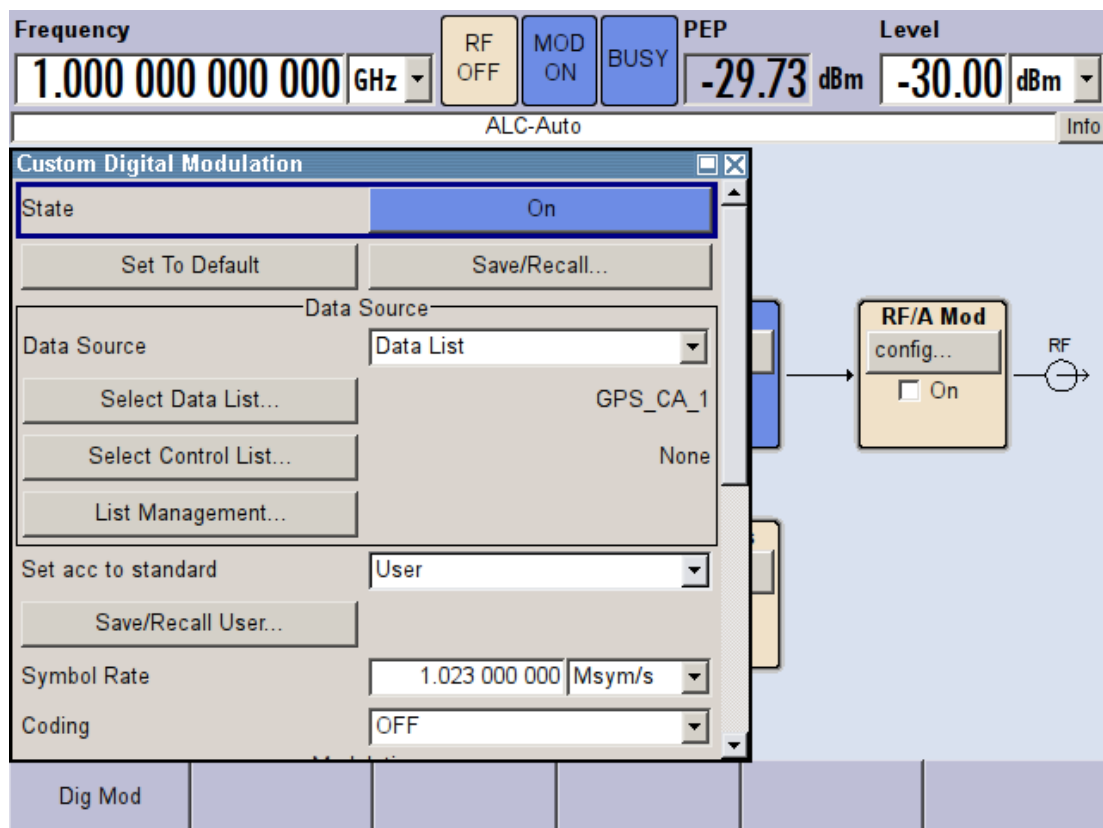 Frequency
RF OFF
MOD ON
BUSY
PEP
Level
1.000 000 000 000 GHz
-29.73 dBm
-30.00 dBm
ALC-Auto
Info
Custom Digital Modulation
State
On
Set To Default
Save/Recall...
Data Source
Data Source
Data List
Select Data List...
GPS_CA_1
Select Control List...
None
List Management...
Set acc to standard
User
Save/Recall User...
Symbol Rate
1.023 000 000 Msym/s
Coding
OFF
RF/A Mod
config...
On
RF
Dig Mod